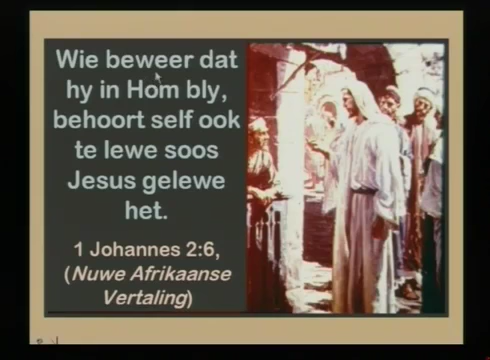 Wie beweer dat
hy in Hom bly,
behoort self ook
te lewe soos
Jesus gelewe
het.
1 Johannes 2:6,
(Nuwe Afrikaanse
Vertaling)